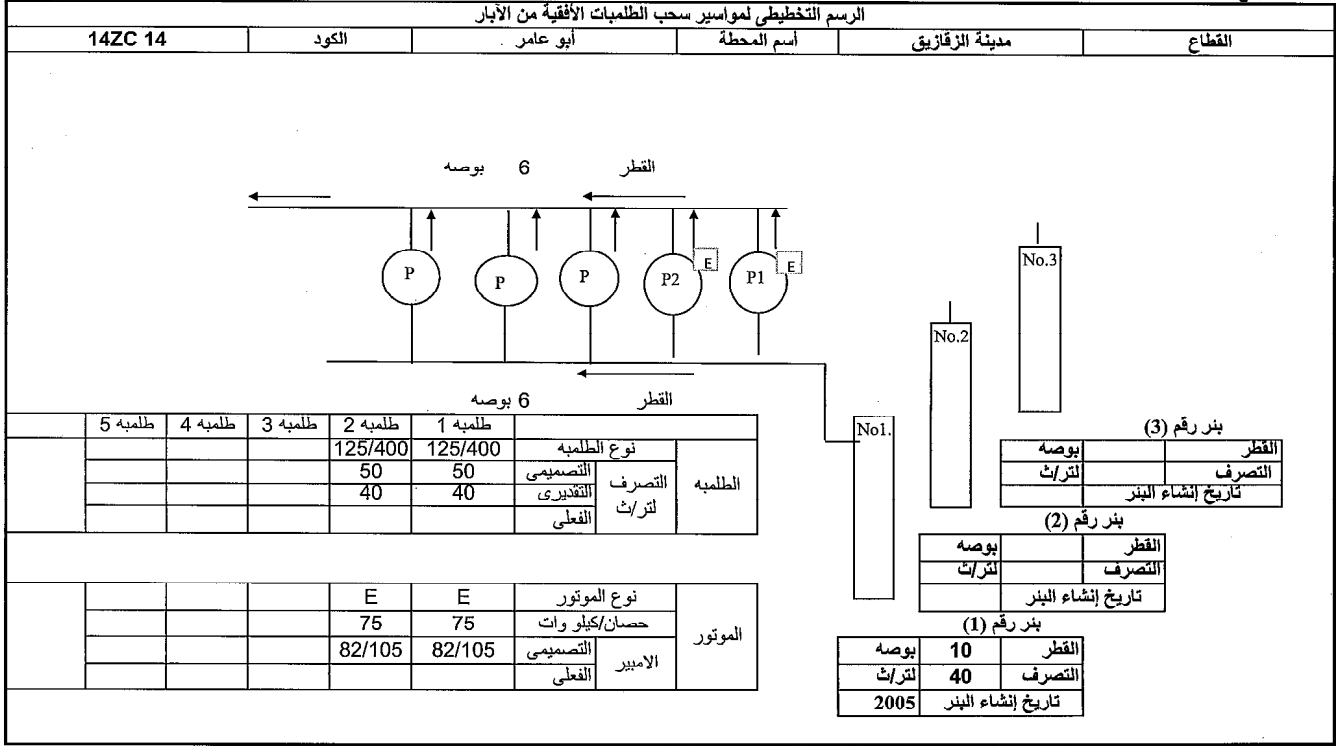 الرسم التخطيطى لمواسير سحب الطلمبات الأفقية من الآبار
القطاع مدينة الزقازيق أسم المحطة أبو عامر الكود 14ZC 14
القطر 6 بوصه
E E
P P P P2 P1
No.3
No.2
القطر 6 بوصه
No1.
طلمبه 1 طلمبه 2 طلمبه 3 طلمبه 4 طلمبه 5
الطلمبه نوع الطلمبه 125/400 125/400
التصرف لتر/ث التصميمى 50 50
التقديرى 40 40
الفعلى
الموتور نوع الموتور E E
حصان/كيلو وات 75 75
الامبير التصميمى 82/105 82/105
الفعلى
بئر رقم (3)
القطر بوصه
التصرف لتر/ث
تاريخ إنشاء البئر
بئر رقم (2)
القطر بوصه
التصرف لتر/ث
تاريخ إنشاء البئر
بئر رقم (1)
القطر 10 بوصه
التصرف 40 لتر/ث
تاريخ إنشاء البئر 2005